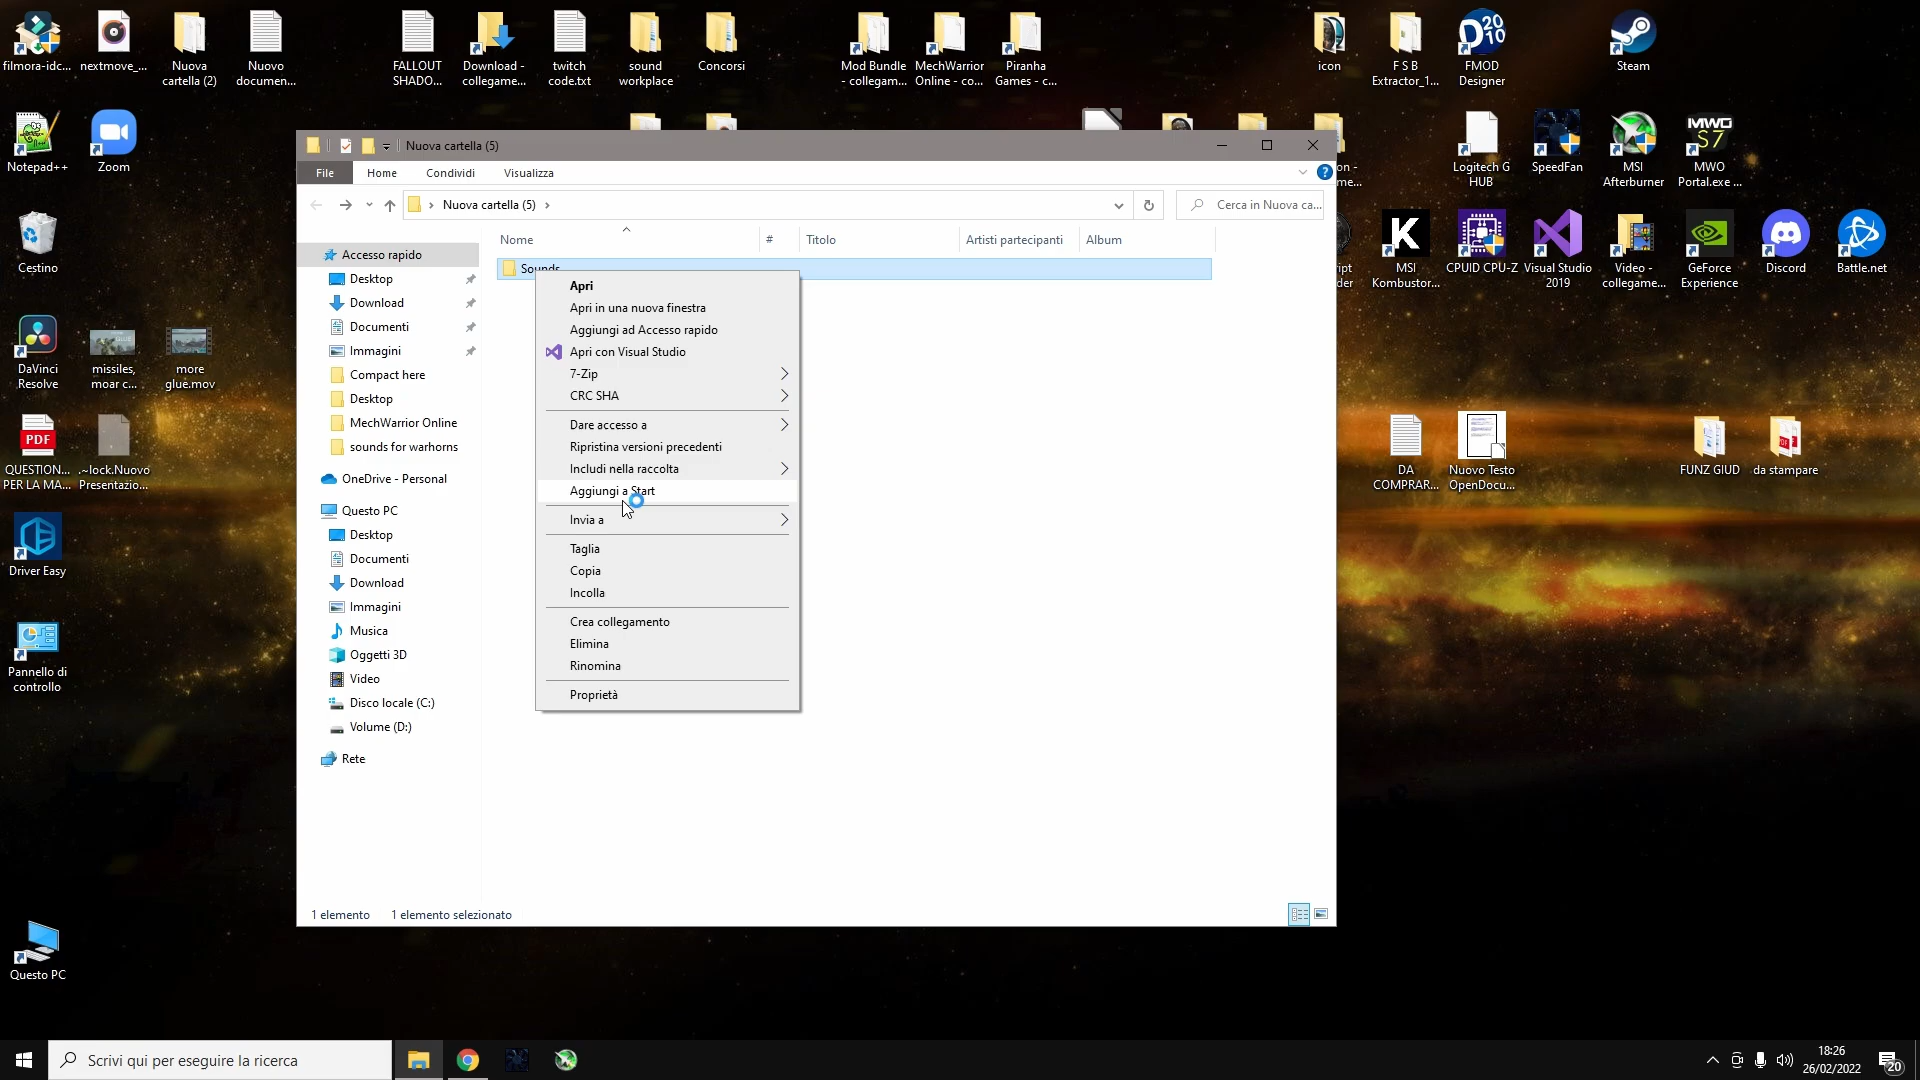 filmora-idc...
nextmove_...
Nuova
cartella (2)
Nuovo
documen...
FALLOUT
SHADO...
Download -
collegame...
twitch
code.txt
sound
workplace
Concorsi
Mod Bundle
- collegam...
MechWarrior
Online - co...
Piranha
Games - c...
icon
F S B
Extractor_1...
FMOD
Designer
Steam
Notepad++
Zoom
Logitech G
HUB
SpeedFan
MSI
Afterburner
MWO
Portal.exe ...
Cestino
MSI
Kombustor...
CPUID CPU-Z
Visual Studio
2019
Video -
collegame...
GeForce
Experience
Discord
Battle.net
DaVinci
Resolve
missiles,
moar c...
more
glue.mov
PDF
QUESTION...
PER LA MA...
.~lock.Nuovo
Presentazio...
DA
COMPRAR...
Nuovo Testo
OpenDocu...
FUNZ GIUD
da stampare
Driver Easy
Pannello di
controllo
Questo PC
Nuova cartella (5)
File
Home
Condividi
Visualizza
Nuova cartella (5)
Cerca in Nuova ca...
Nome
#
Titolo
Artisti partecipanti
Album
Sounds
Accesso rapido
Desktop
Download
Documenti
Immagini
Compact here
Desktop
MechWarrior Online
sounds for warhorns
OneDrive - Personal
Questo PC
Desktop
Documenti
Download
Immagini
Musica
Oggetti 3D
Video
Disco locale (C:)
Volume (D:)
Rete
Apri
Apri in una nuova finestra
Aggiungi ad Accesso rapido
Apri con Visual Studio
7-Zip
CRC SHA
Dare accesso a
Ripristina versioni precedenti
Includi nella raccolta
Aggiungi a Start
Invia a
Taglia
Copia
Incolla
Crea collegamento
Elimina
Rinomina
Proprietà
1 elemento
1 elemento selezionato
Scrivi qui per eseguire la ricerca
18:26
26/02/2022
20